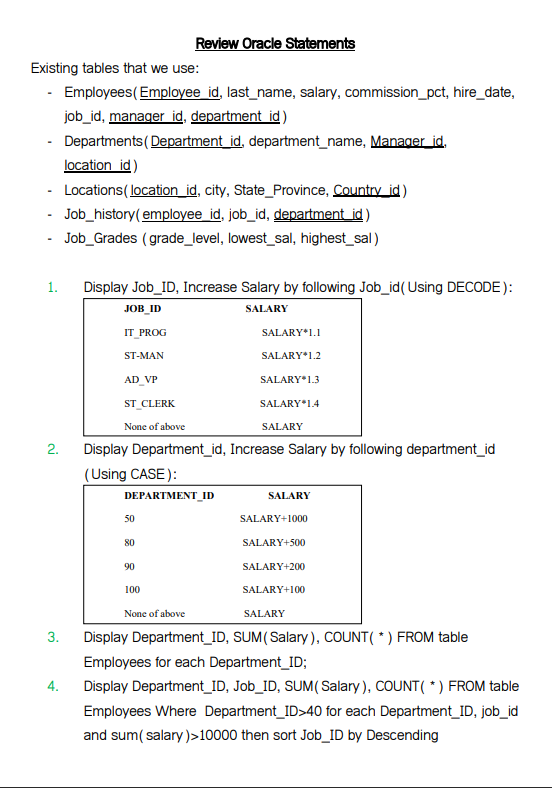 Review Oracle Statements
Existing tables that we use:
- Employees(Employee_id, last_name, salary, commission_pct, hire_date,
job_id, manager_id, department_id)
- Departments(Department_id, department_name, Manager_id,
location_id)
- Locations(location_id, city, State_Province, Country_id)
- Job_history(employee_id, job_id, department_id)
- Job_Grades (grade_level, lowest_sal, highest_sal)
1. Display Job_ID, Increase Salary by following Job_id(Using DECODE):
JOB_ID SALARY
IT_PROG SALARY*1.1
ST-MAN SALARY*1.2
AD_VP SALARY*1.3
ST_CLERK SALARY*1.4
None of above SALARY
2. Display Department_id, Increase Salary by following department_id
(Using CASE):
DEPARTMENT_ID SALARY
50 SALARY+1000
80 SALARY+500
90 SALARY+200
100 SALARY+100
None of above SALARY
3. Display Department_ID, SUM(Salary), COUNT( * ) FROM table
Employees for each Department_ID;
4. Display Department_ID, Job_ID, SUM(Salary), COUNT( * ) FROM table
Employees Where Department_ID>40 for each Department_ID, job_id
and sum(salary)>10000 then sort Job_ID by Descending